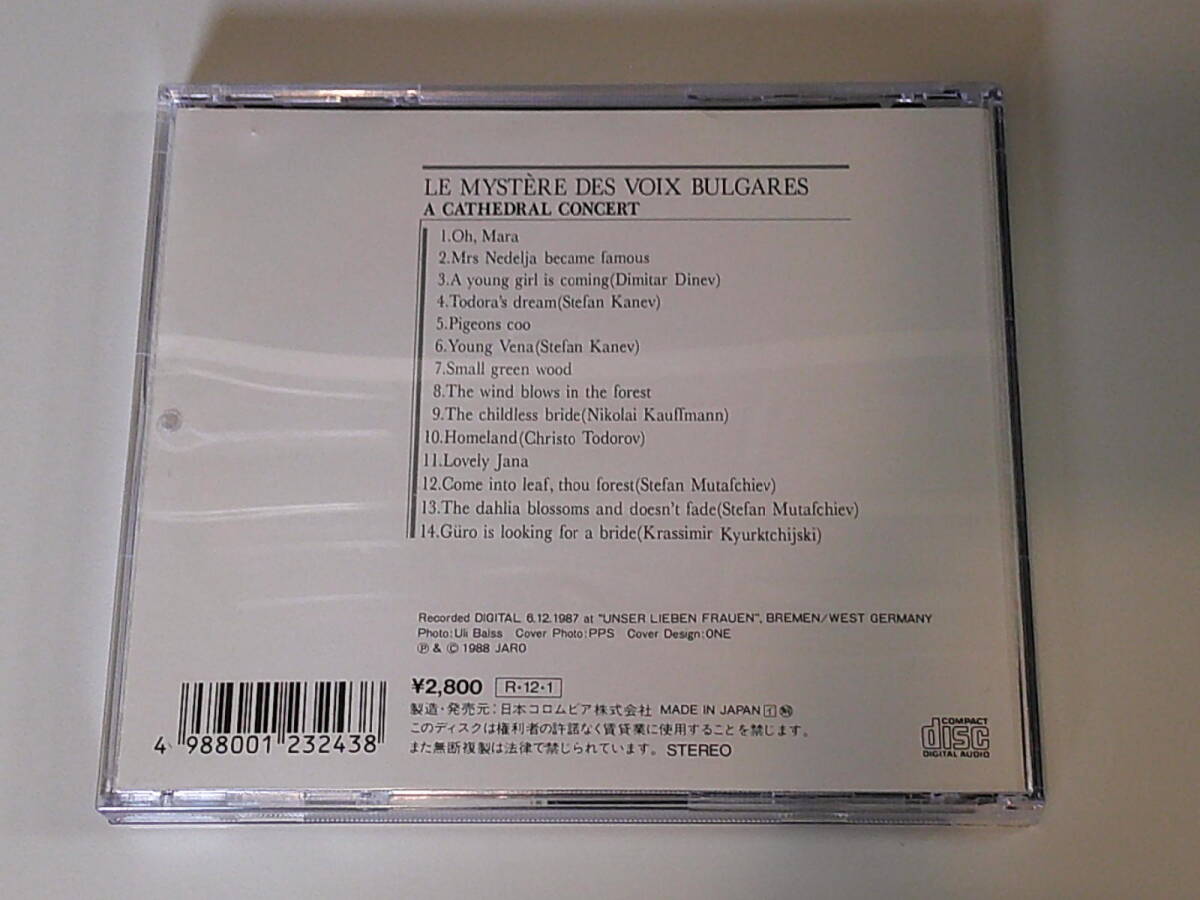 LE MYSTÈRE DES VOIX BULGARES
A CATHEDRAL CONCERT
1.Oh, Mara
2.Mrs Nedelja became famous
3.A young girl is coming(Dimitar Dinev)
4.Todora's dream(Stefan Kanev)
5.Pigeons coo
6.Young Vena(Stefan Kanev)
7.Small green wood
8.The wind blows in the forest
9.The childless bride(Nikolai Kauffmann)
10.Homeland(Christo Todorov)
11.Lovely Jana
12.Come into leaf, thou forest(Stefan Mutafchiev)
13.The dahlia blossoms and doesn't fade(Stefan Mutafchiev)
14.Güro is looking for a bride(Krassimir Kyurktchijski)
Recorded DIGITAL 6.12.1987 at "UNSER LIEBEN FRAUEN", BREMEN/WEST GERMANY
Photo:Uli Balss Cover Photo:PPS Cover Design:ONE
Ⓟ & © 1988 JARO
¥2,800 R・12・1
製造・発売元:日本コロムビア株式会社 MADE IN JAPAN イ
このディスクは権利者の許諾なく賃貸業に使用することを禁じます。
また無断複製は法律で禁じられています。 STEREO
4 988001 232438
COMPACT
disc
DIGITAL AUDIO